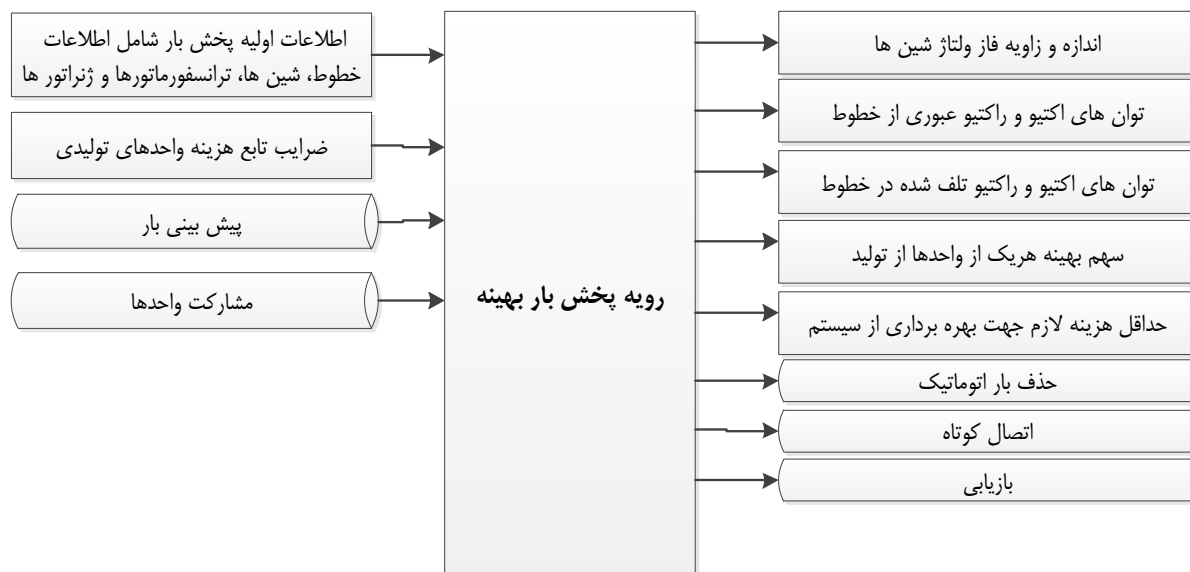 اطلاعات اولیه پخش بار شامل اطلاعات
خطوط، شین ها، ترانسفورماتورها و ژنراتور ها
ضرایب تابع هزینه واحدهای تولیدی
پیش بینی بار
مشارکت واحدها
رویه پخش بار بهینه
اندازه و زاویه فاز ولتاژ شین ها
توان های اکتیو و راکتیو عبوری از خطوط
توان های اکتیو و راکتیو تلف شده در خطوط
سهم بهینه هریک از واحدها از تولید
حداقل هزینه لازم جهت بهره برداری از سیستم
حذف بار اتوماتیک
اتصال کوتاه
بازیابی